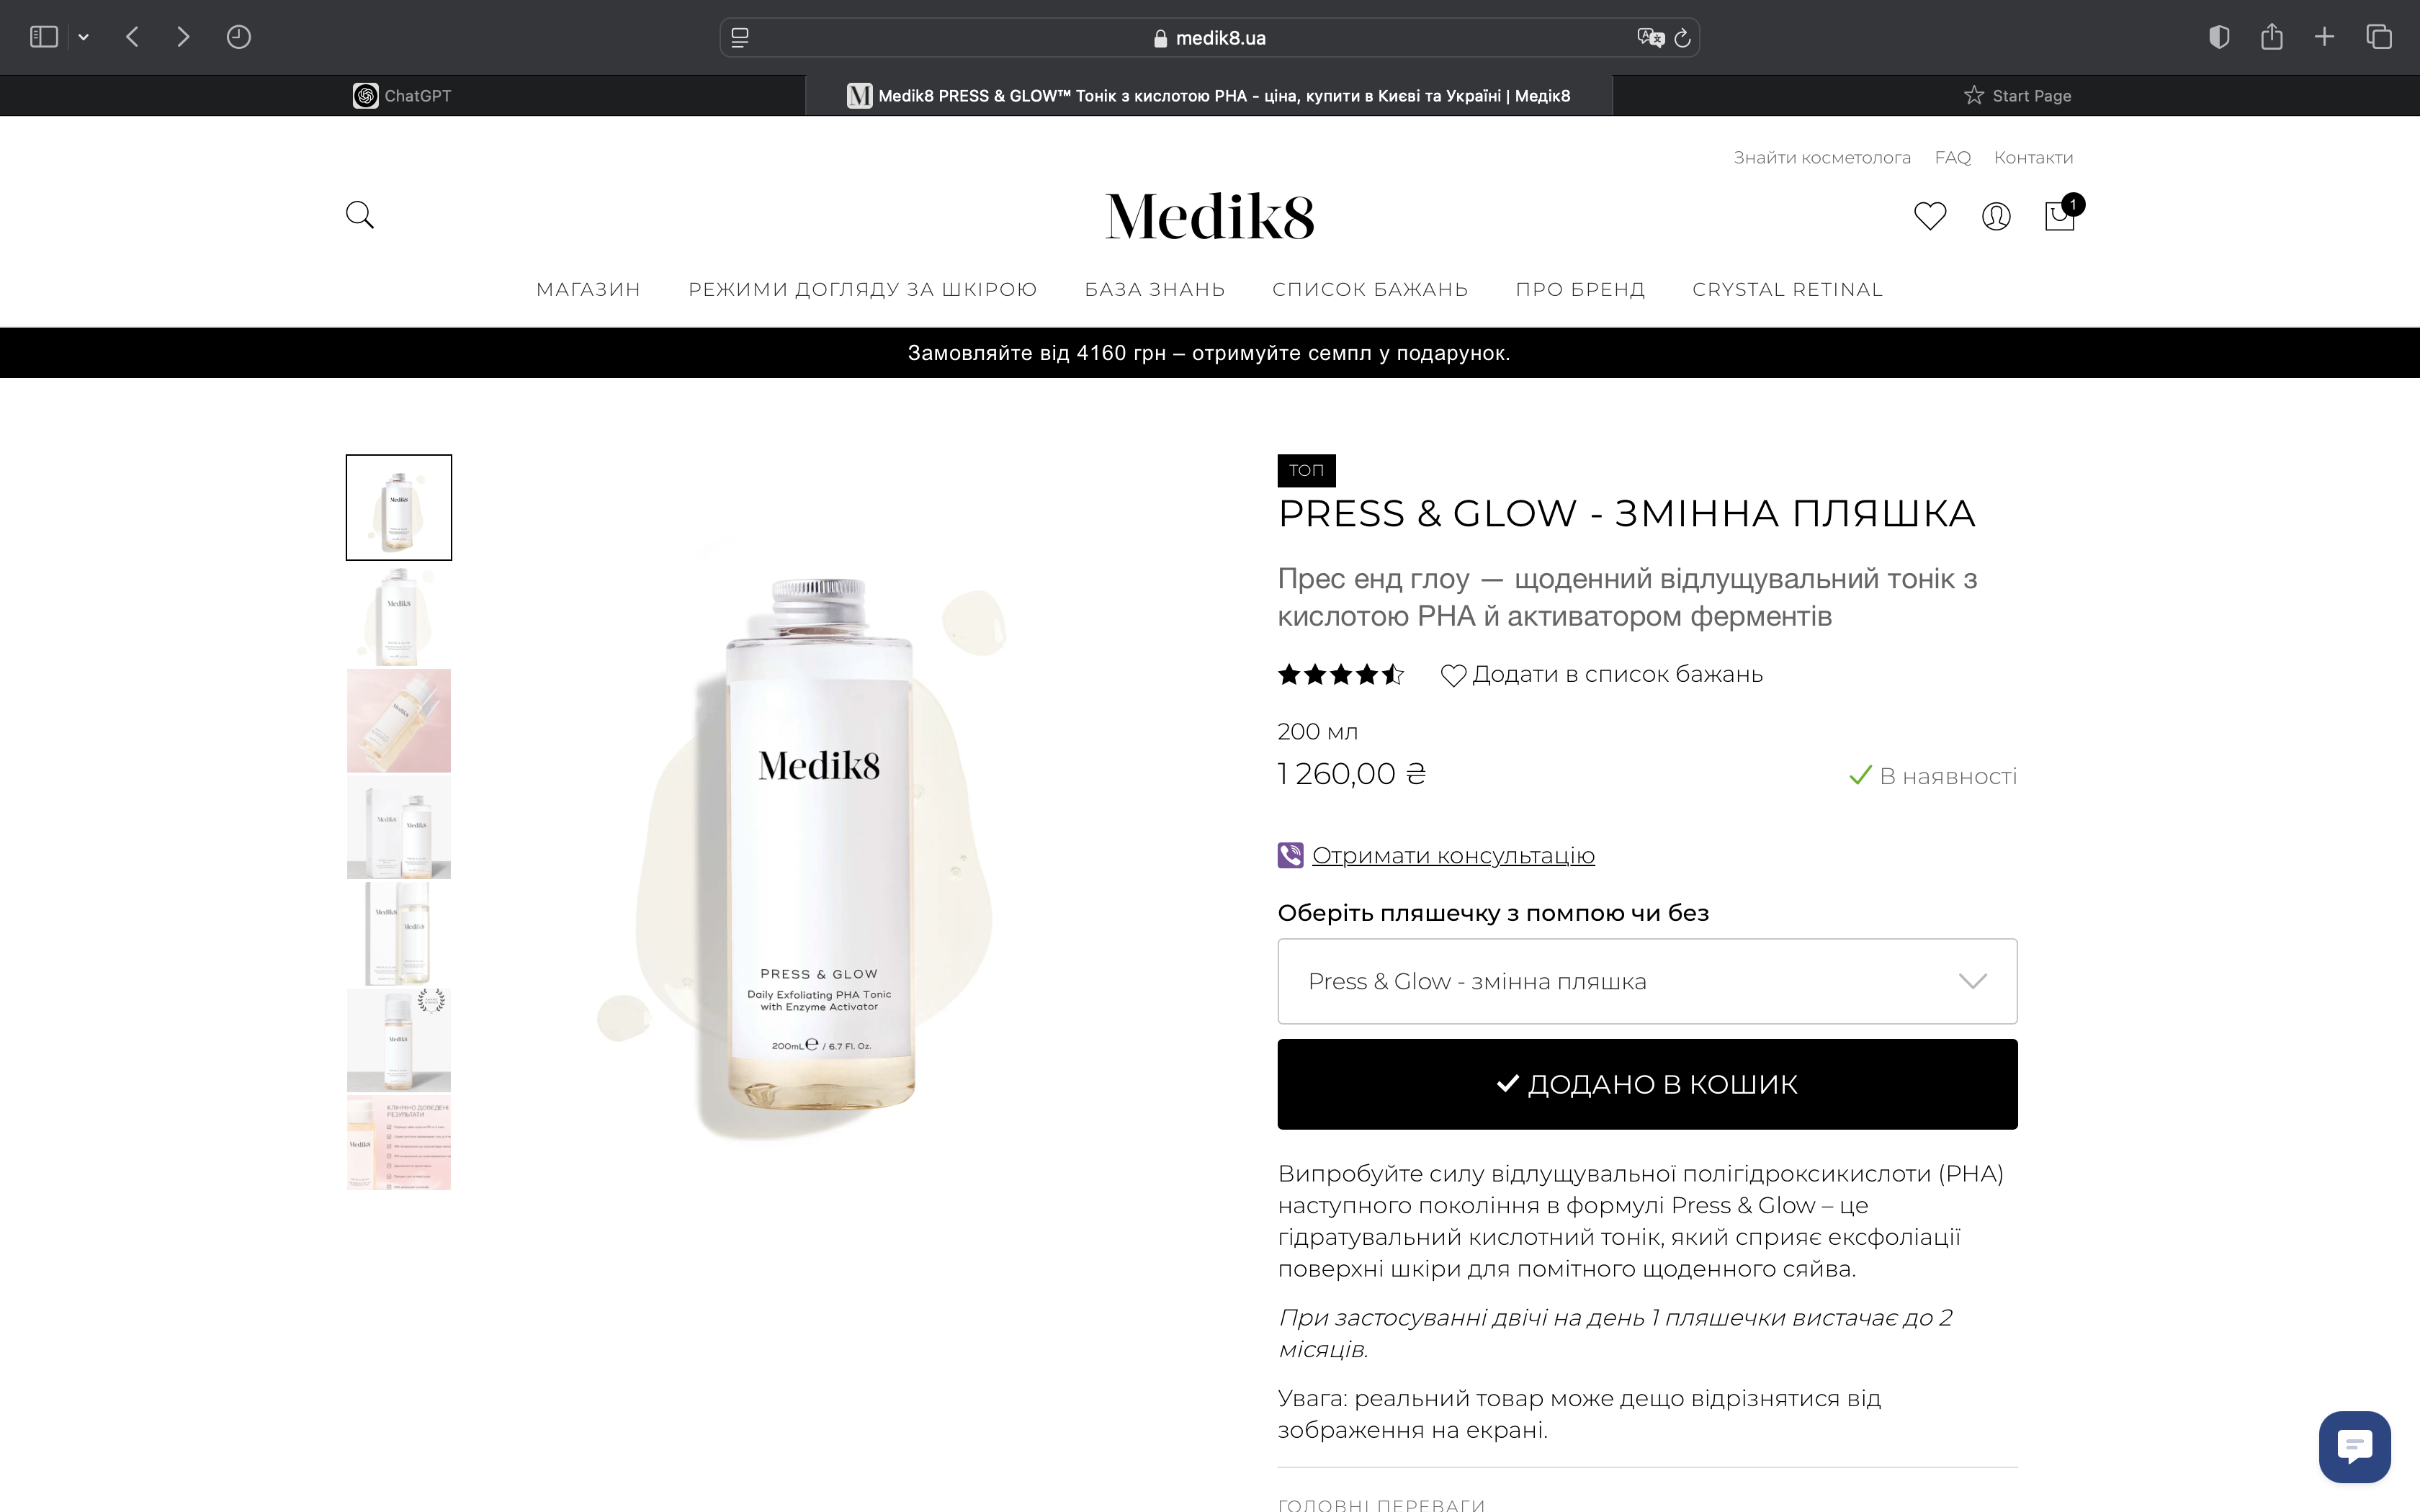 medik8.ua
ChatGPT
Medik8 PRESS & GLOW™ Тонік з кислотою PHA - ціна, купити в Києві та Україні | Медік8
Start Page
Знайти косметолога FAQ Контакти
Medik8
1
МАГАЗИН РЕЖИМИ ДОГЛЯДУ ЗА ШКІРОЮ БАЗА ЗНАНЬ СПИСОК БАЖАНЬ ПРО БРЕНД CRYSTAL RETINAL
Замовляйте від 4160 грн – отримуйте семпл у подарунок.
Medik8
PRESS & GLOW
Daily Exfoliating PHA Tonic
with Enzyme Activator
200mL℮ / 6.7 Fl. Oz.
КЛІНІЧНО ДОВЕДЕНІ
РЕЗУЛЬТАТИ
ТОП
PRESS & GLOW - ЗМІННА ПЛЯШКА
Прес енд глоу — щоденний відлущувальний тонік з
кислотою PHA й активатором ферментів
Додати в список бажань
200 мл
1 260,00 ₴
В наявності
Отримати консультацію
Оберіть пляшечку з помпою чи без
Press & Glow - змінна пляшка
ДОДАНО В КОШИК
Випробуйте силу відлущувальної полігідроксикислоти (PHA)
наступного покоління в формулі Press & Glow – це
гідратувальний кислотний тонік, який сприяє ексфоліації
поверхні шкіри для помітного щоденного сяйва.
При застосуванні двічі на день 1 пляшечки вистачає до 2
місяців.
Увага: реальний товар може дещо відрізнятися від
зображення на екрані.
ГОЛОВНІ ПЕРЕВАГИ